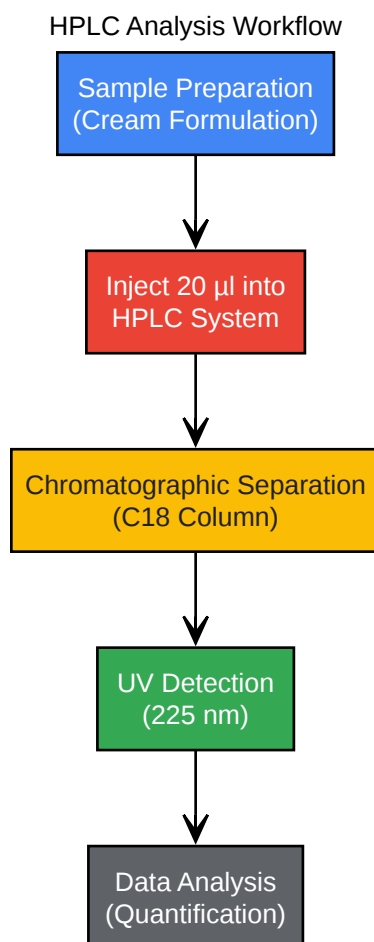 HPLC Analysis Workflow
Sample Preparation
(Cream Formulation)
Inject 20 µl into
HPLC System
Chromatographic Separation
(C18 Column)
UV Detection
(225 nm)
Data Analysis
(Quantification)